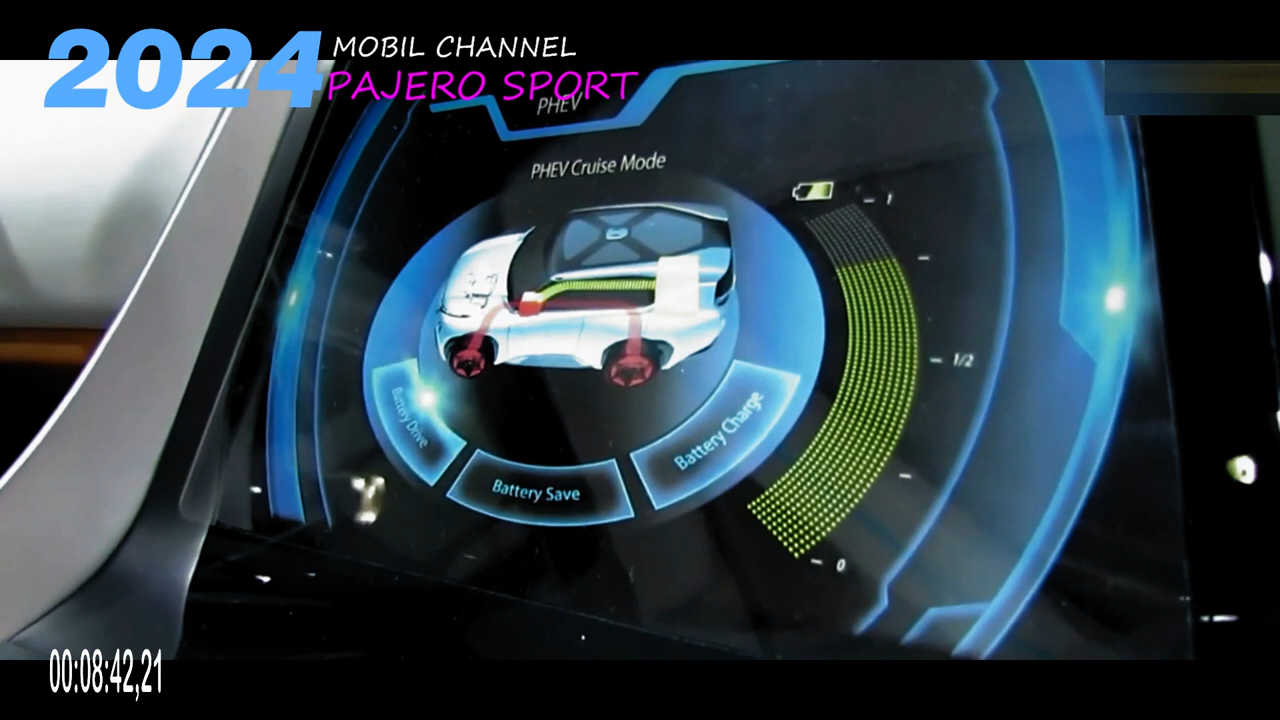 2024
MOBIL CHANNEL
PAJERO SPORT
PHEV
PHEV Cruise Mode
1
1/2
0
Battery Drive
Battery Save
Battery Charge
00:08:42,21